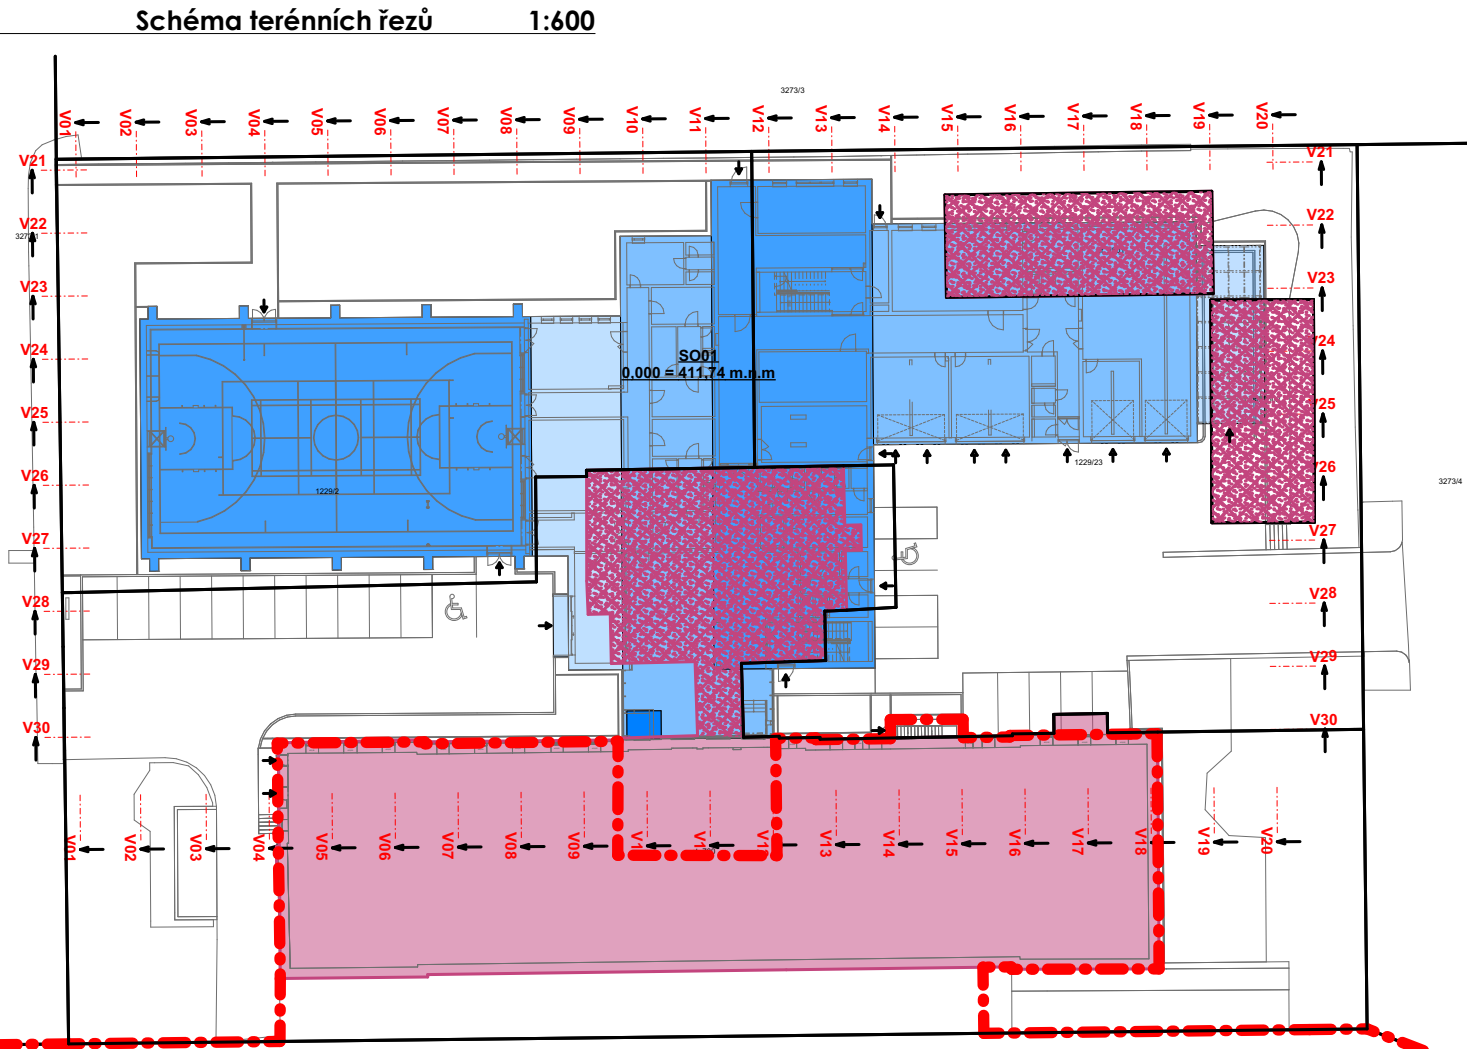 Schéma terénních řezů 1:600
3273/3
V01 V02 V03 V04 V05 V06 V07 V08 V09 V10 V11 V12 V13 V14 V15 V16 V17 V18 V19 V20
V21 V21
V22 V22
V23 V23
V24
SO01
0,000 = 411,74 m.n.m
V25
V26
1229/23
3273/4
1229/2
V27 V27
V28 V28
V29 V29
V30 V30
V01 V02 V03 V04 V05 V06 V07 V08 V09 V13 V14 V15 V16 V17 V18 V19 V20